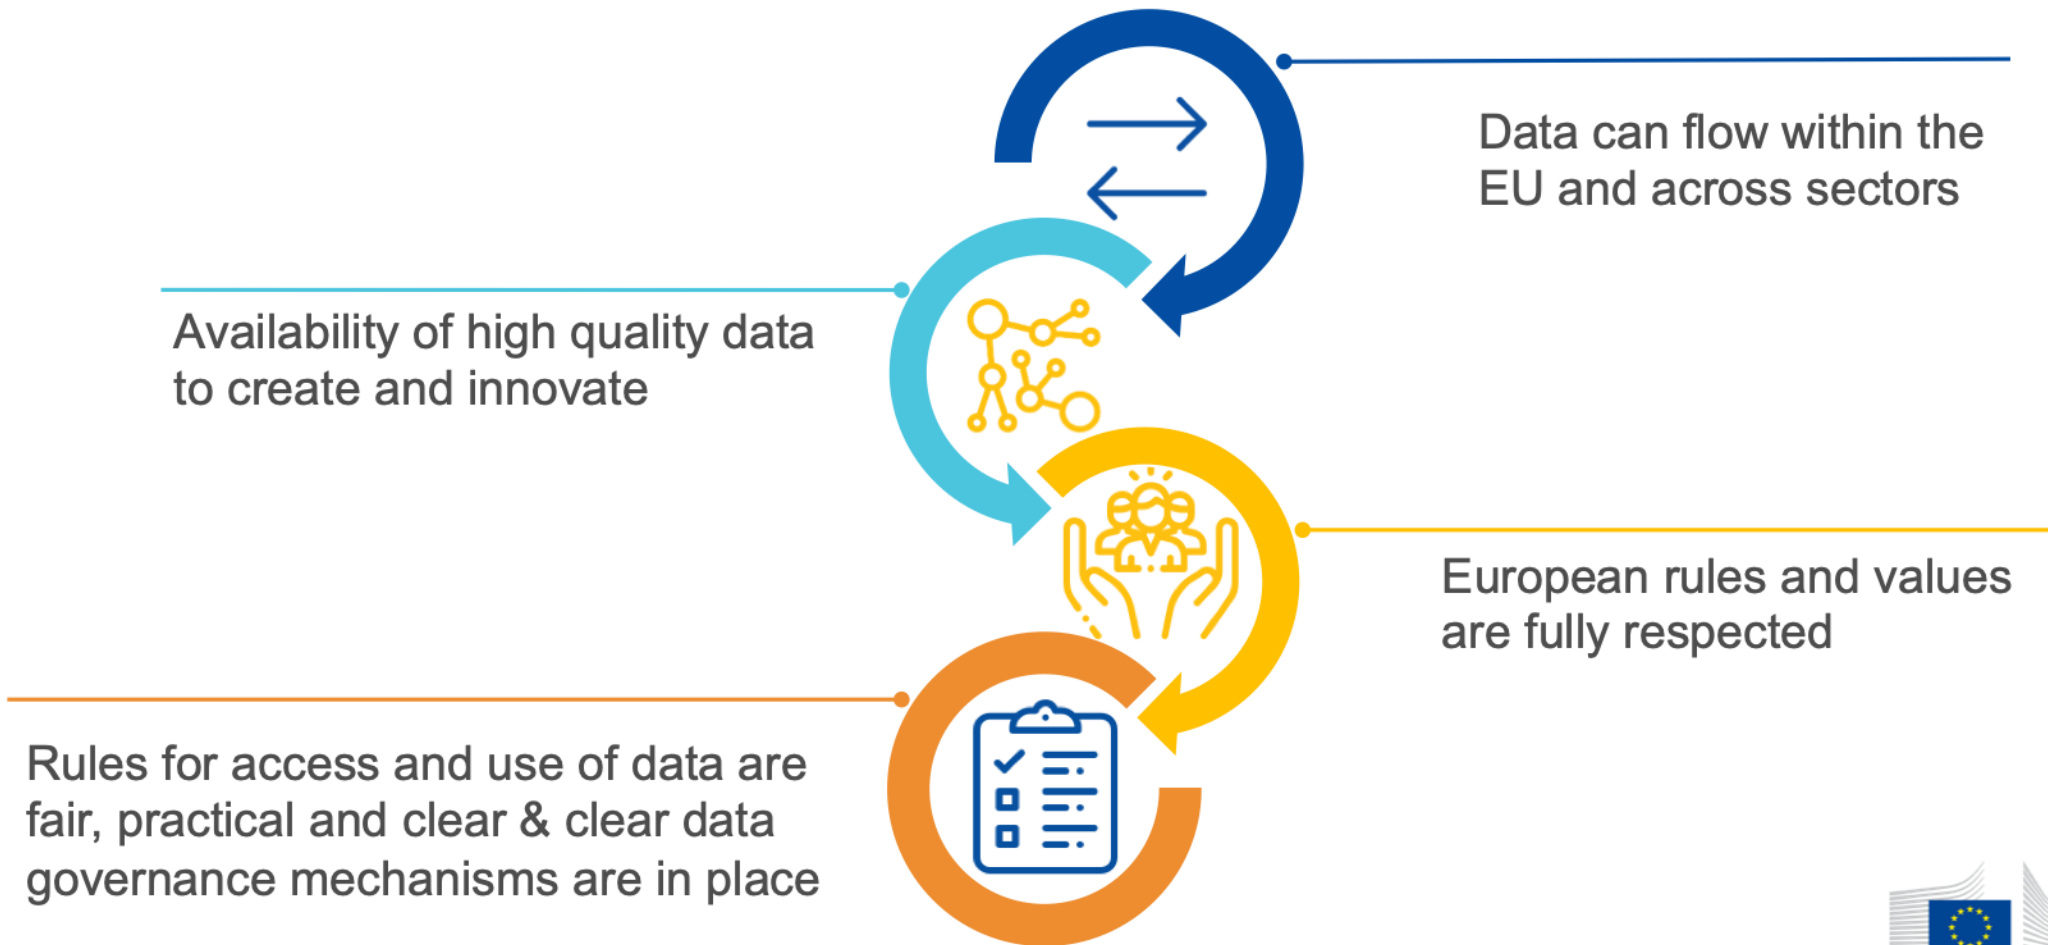 Data can flow within the
EU and across sectors
Availability of high quality data
to create and innovate
European rules and values
are fully respected
Rules for access and use of data are
fair, practical and clear & clear data
governance mechanisms are in place